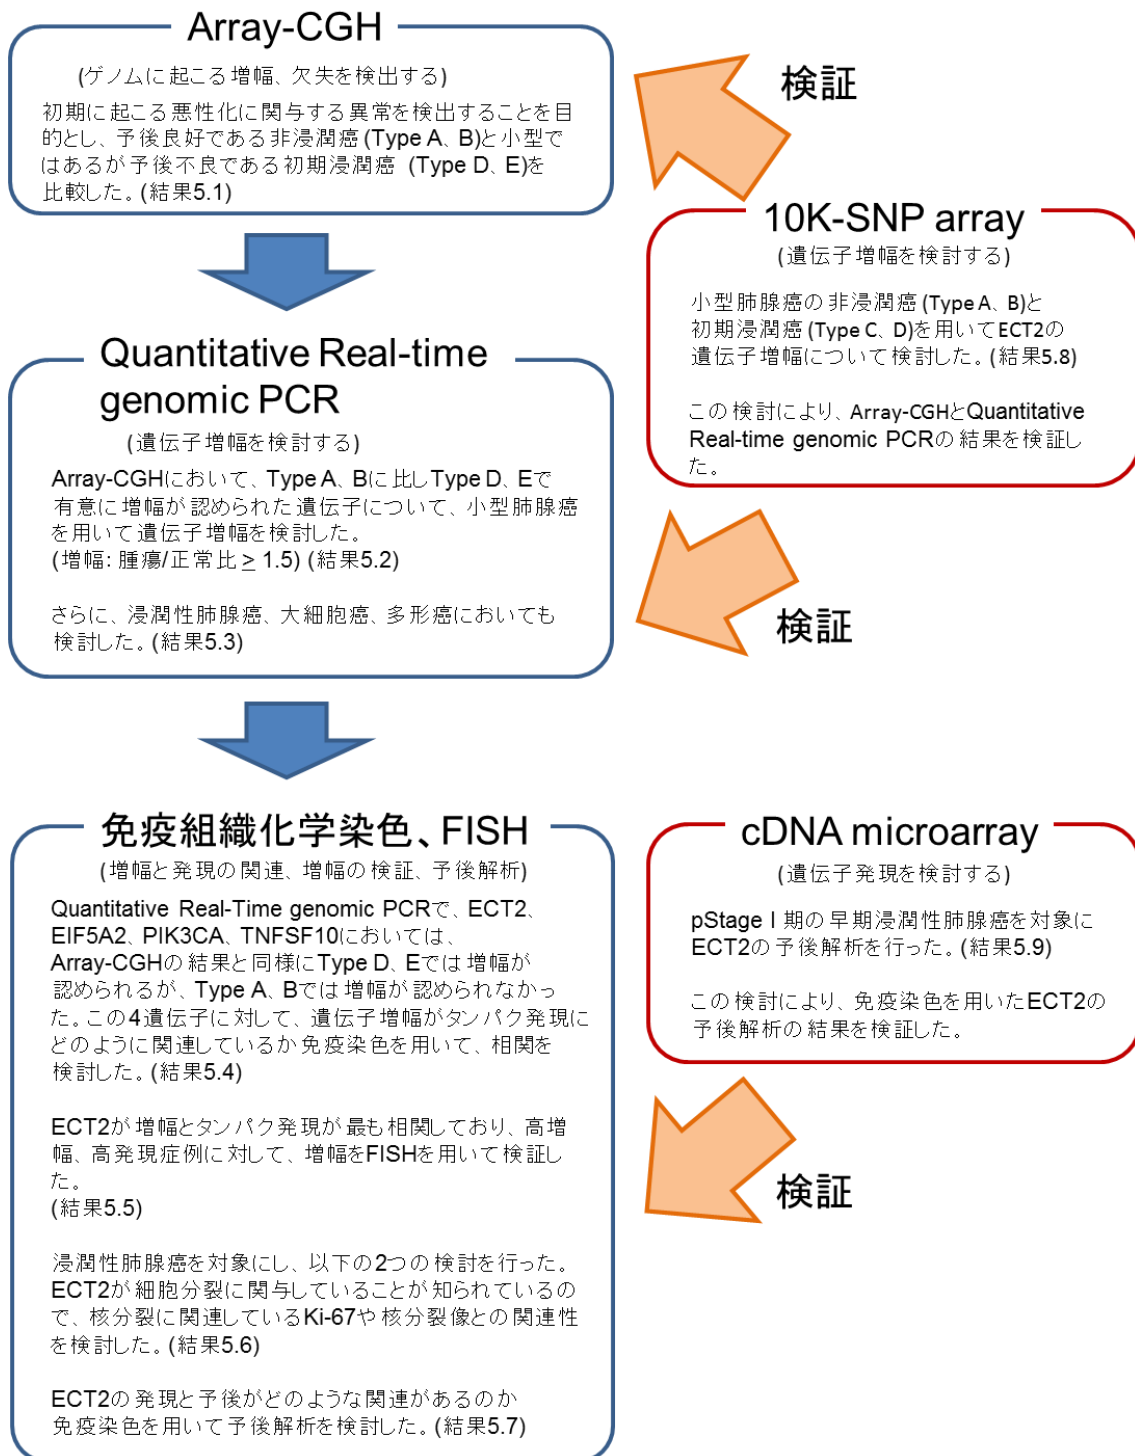 Array-CGH
(ゲノムに起こる増幅、欠失を検出する)
初期に起こる悪性化に関与する異常を検出することを目
的とし、予後良好である非浸潤癌(Type A、B)と小型で
はあるが予後不良である初期浸潤癌 (Type D、E)を
比較した。(結果5.1)
検証
10K-SNP array
(遺伝子増幅を検討する)
小型肺腺癌の非浸潤癌(Type A、B)と
初期浸潤癌(Type C、D)を用いてECT2の
遺伝子増幅について検討した。(結果5.8)
この検討により、Array-CGHとQuantitative
Real-time genomic PCRの結果を検証し
た。
Quantitative Real-time
genomic PCR
(遺伝子増幅を検討する)
Array-CGHにおいて、Type A、Bに比しType D、Eで
有意に増幅が認められた遺伝子について、小型肺腺癌
を用いて遺伝子増幅を検討した。
(増幅: 腫瘍/正常比 ≥ 1.5) (結果5.2)
さらに、浸潤性肺腺癌、大細胞癌、多形癌においても
検討した。(結果5.3)
検証
免疫組織化学染色、FISH
(増幅と発現の関連、増幅の検証、予後解析)
Quantitative Real-Time genomic PCRで、ECT2、
EIF5A2、PIK3CA、TNFSF10においては、
Array-CGHの結果と同様にType D、Eでは増幅が
認められるが、Type A、Bでは増幅が認められなかっ
た。この4遺伝子に対して、遺伝子増幅がタンパク発現に
どのように関連しているか免疫染色を用いて、相関を
検討した。(結果5.4)
ECT2が増幅とタンパク発現が最も相関しており、高増
幅、高発現症例に対して、増幅をFISHを用いて検証し
た。
(結果5.5)
浸潤性肺腺癌を対象にし、以下の2つの検討を行った。
ECT2が細胞分裂に関与していることが知られているの
で、核分裂に関連しているKi-67や核分裂像との関連性
を検討した。(結果5.6)
ECT2の発現と予後がどのような関連があるのか
免疫染色を用いて予後解析を検討した。(結果5.7)
cDNA microarray
(遺伝子発現を検討する)
pStage I 期の早期浸潤性肺腺癌を対象に
ECT2の予後解析を行った。(結果5.9)
この検討により、免疫染色を用いたECT2の
予後解析の結果を検証した。
検証